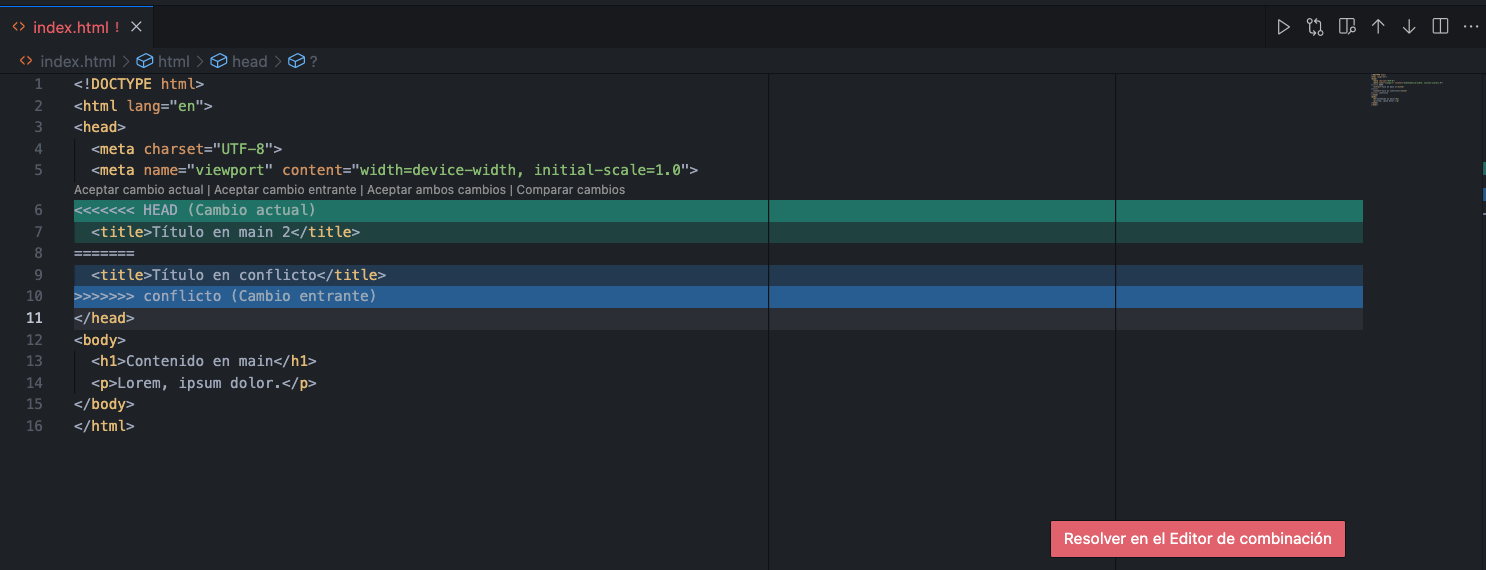 index.html !
index.html > html > head > ?
1 <!DOCTYPE html>
2 <html lang="en">
3 <head>
4   <meta charset="UTF-8">
5   <meta name="viewport" content="width=device-width, initial-scale=1.0">
Aceptar cambio actual | Aceptar cambio entrante | Aceptar ambos cambios | Comparar cambios
6 <<<<<<< HEAD (Cambio actual)
7   <title>Título en main 2</title>
8 =======
9   <title>Título en conflicto</title>
10 >>>>>>> conflicto (Cambio entrante)
11 </head>
12 <body>
13   <h1>Contenido en main</h1>
14   <p>Lorem, ipsum dolor.</p>
15 </body>
16 </html>
Resolver en el Editor de combinación